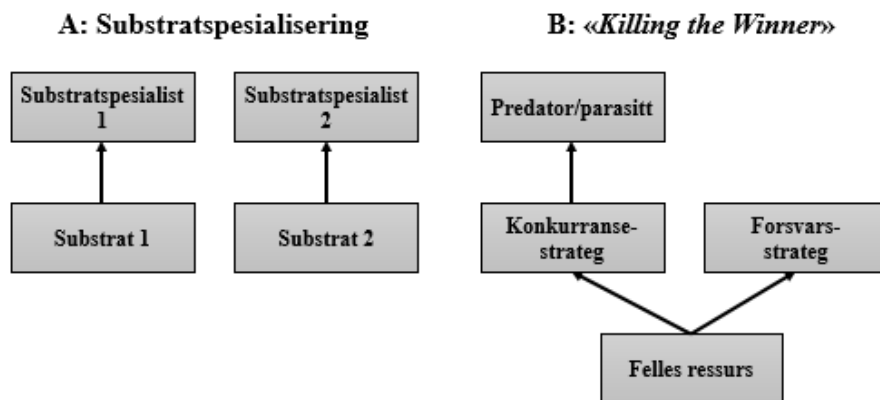 A: Substratspesialisering
B: «Killing the Winner»
Substratspesialist
1
Substratspesialist
2
Predator/parasitt
Substrat 1
Substrat 2
Konkurranse-
strateg
Forsvars-
strateg
Felles ressurs